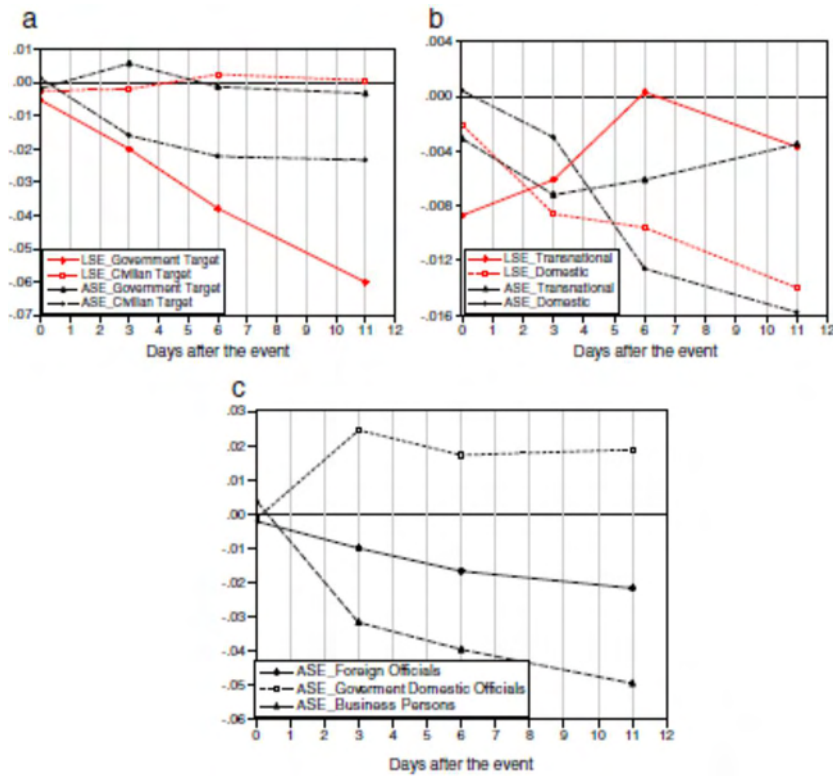 a
.01
.00
-.01
-.02
-.03
-.04
-.05
-.06
-.07
LSE_Government Target
LSE_Civilian Target
ASE_Government Target
ASE_Civilian Target
0 1 2 3 4 5 6 7 8 9 10 11 12
Days after the event
b
.004
.000
-.004
-.008
-.012
-.016
LSE_Transnational
LSE_Domestic
ASE_Transnational
ASE_Domestic
0 1 2 3 4 5 6 7 8 9 10 11 12
Days after the event
c
.03
.02
.01
.00
-.01
-.02
-.03
-.04
-.05
-.06
ASE_Foreign Officials
ASE_Goverment Domestic Officials
ASE_Business Persons
0 1 2 3 4 5 6 7 8 9 10 11 12
Days after the event